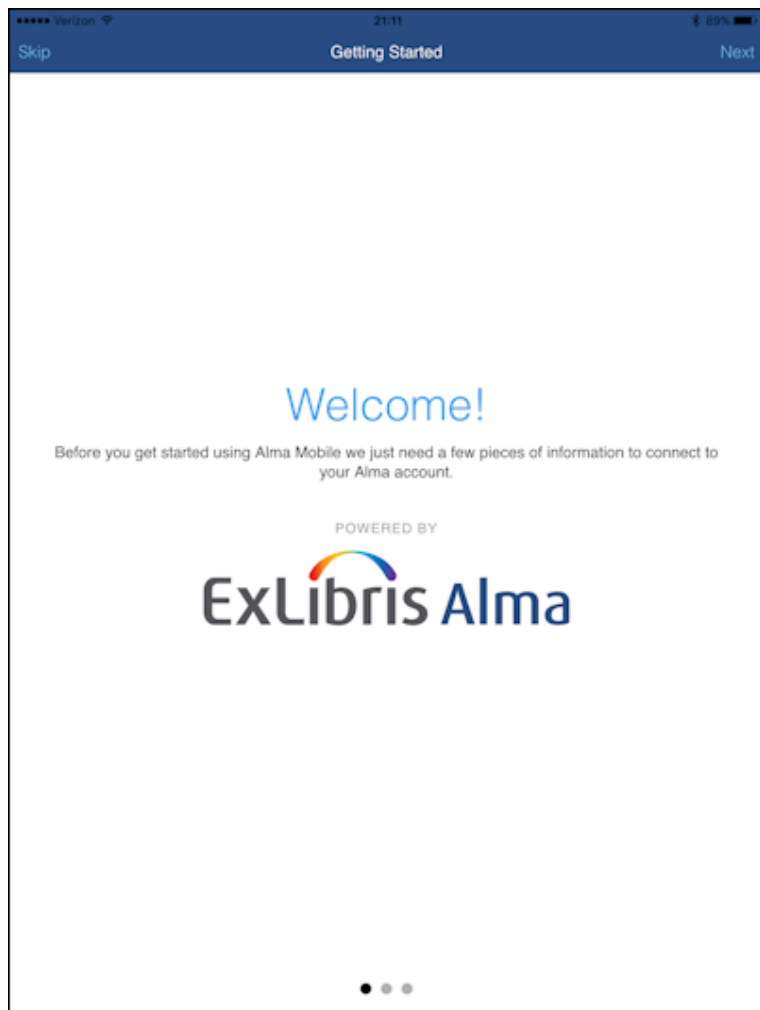 Verizon 21:11 89%
Skip Getting Started Next
Welcome!
Before you get started using Alma Mobile we just need a few pieces of information to connect to
your Alma account.
POWERED BY
ExLibris Alma